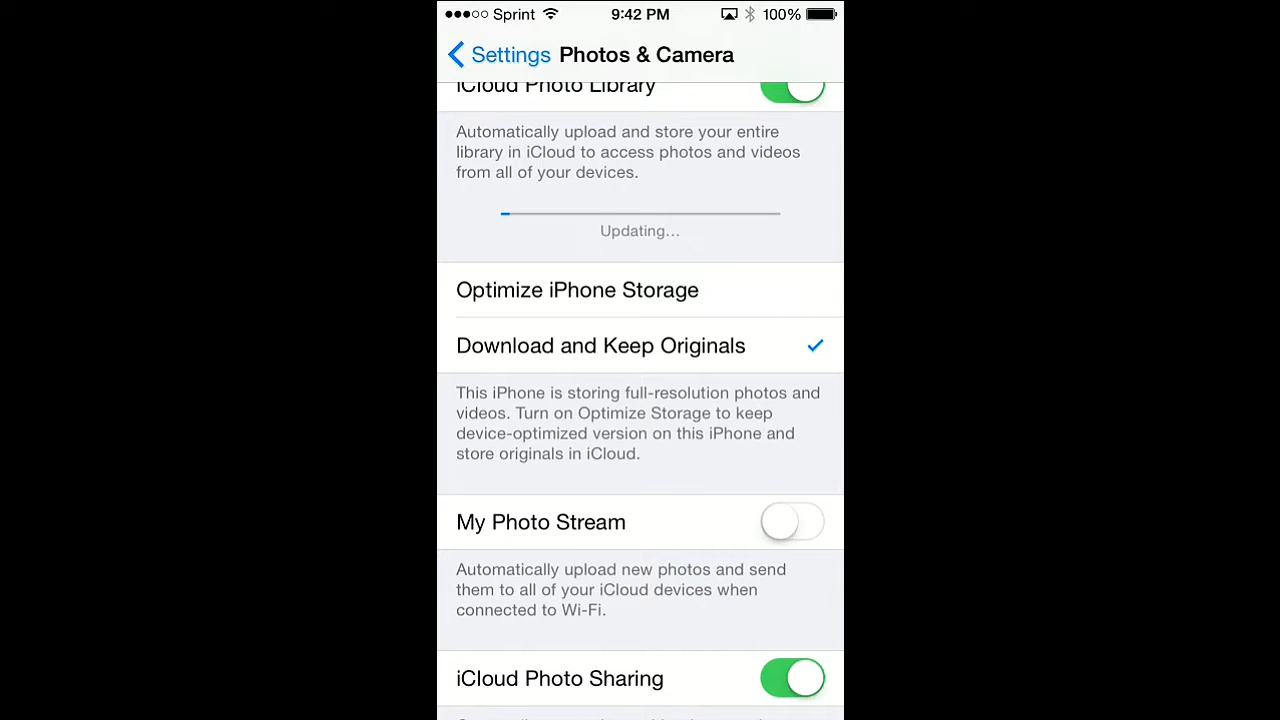 Sprint 9:42 PM 100%
Settings Photos & Camera
iCloud Photo Library
Automatically upload and store your entire
library in iCloud to access photos and videos
from all of your devices.
Updating...
Optimize iPhone Storage
Download and Keep Originals
This iPhone is storing full-resolution photos and
videos. Turn on Optimize Storage to keep
device-optimized version on this iPhone and
store originals in iCloud.
My Photo Stream
Automatically upload new photos and send
them to all of your iCloud devices when
connected to Wi-Fi.
iCloud Photo Sharing